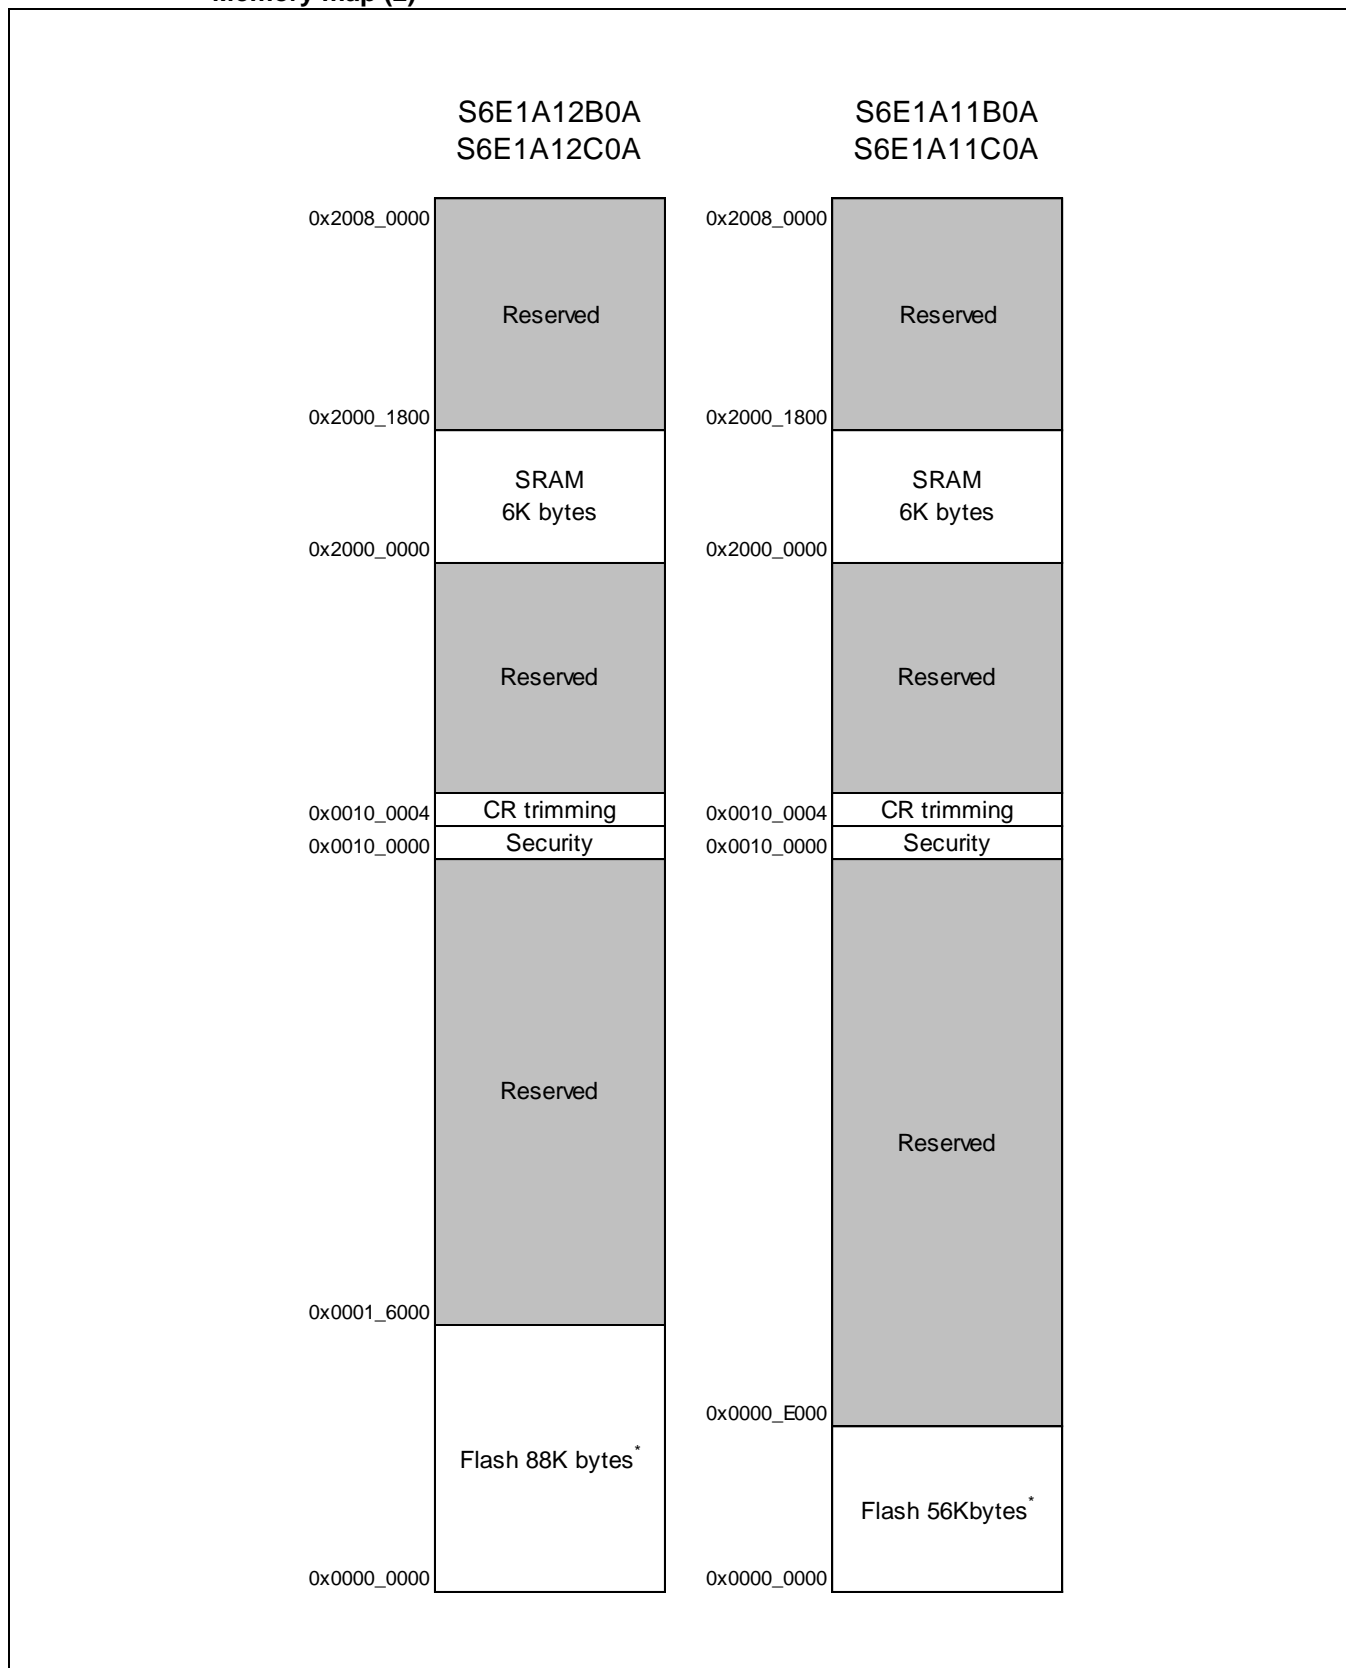 Memory map (2)
S6E1A12B0A
S6E1A12C0A
0x2008_0000
Reserved
0x2000_1800
SRAM
6K bytes
0x2000_0000
Reserved
0x0010_0004
CR trimming
0x0010_0000
Security
Reserved
0x0001_6000
Flash 88K bytes*
0x0000_0000
S6E1A11B0A
S6E1A11C0A
0x2008_0000
Reserved
0x2000_1800
SRAM
6K bytes
0x2000_0000
Reserved
0x0010_0004
CR trimming
0x0010_0000
Security
Reserved
0x0000_E000
Flash 56Kbytes*
0x0000_0000